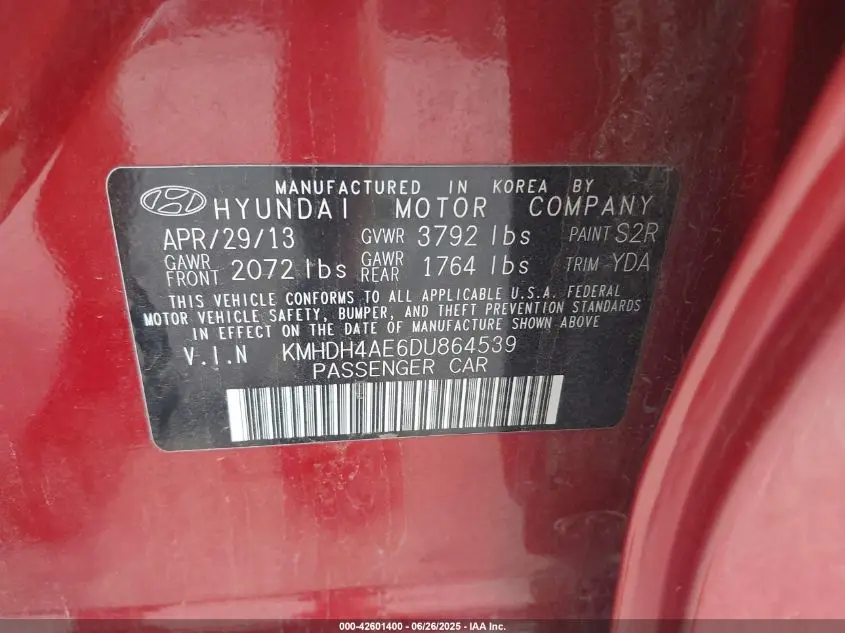 MANUFACTURED IN KOREA BY
HYUNDAI MOTOR COMPANY
APR/29/13 GVWR 3792 lbs PAINT S2R
GAWR FRONT 2072 lbs GAWR REAR 1764 lbs TRIM YDA
THIS VEHICLE CONFORMS TO ALL APPLICABLE U.S.A. FEDERAL
MOTOR VEHICLE SAFETY, BUMPER, AND THEFT PREVENTION STANDARDS
IN EFFECT ON THE DATE OF MANUFACTURE SHOWN ABOVE
V.I.N KMHDH4AE6DU864539
PASSENGER CAR
000-42601400 - 06/26/2025 - IAA Inc.